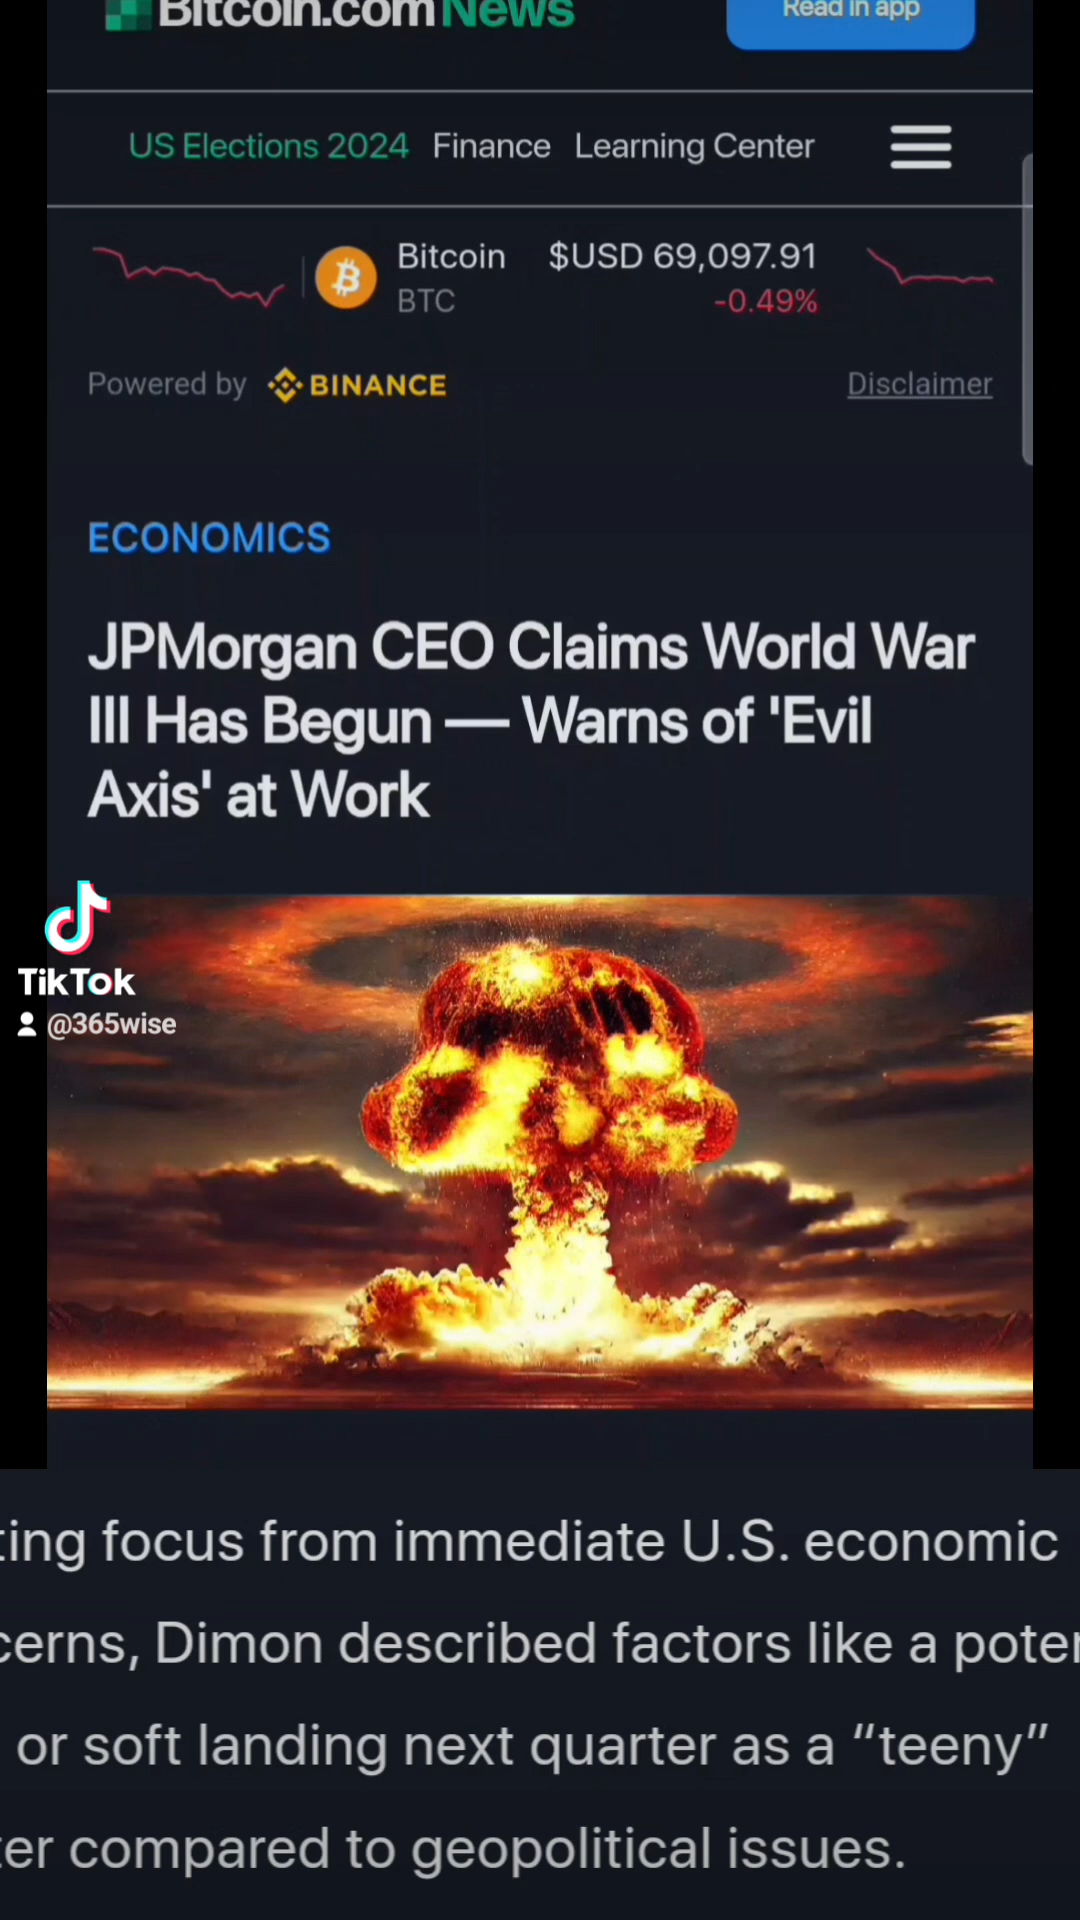 Bitcoin.com News
Read in app
US Elections 2024 Finance Learning Center
Bitcoin $USD 69,097.91
BTC -0.49%
Powered by BINANCE Disclaimer
ECONOMICS
JPMorgan CEO Claims World War
III Has Begun — Warns of 'Evil
Axis' at Work
TikTok
@365wise
ting focus from immediate U.S. economic
cerns, Dimon described factors like a poten
or soft landing next quarter as a “teeny”
ter compared to geopolitical issues.